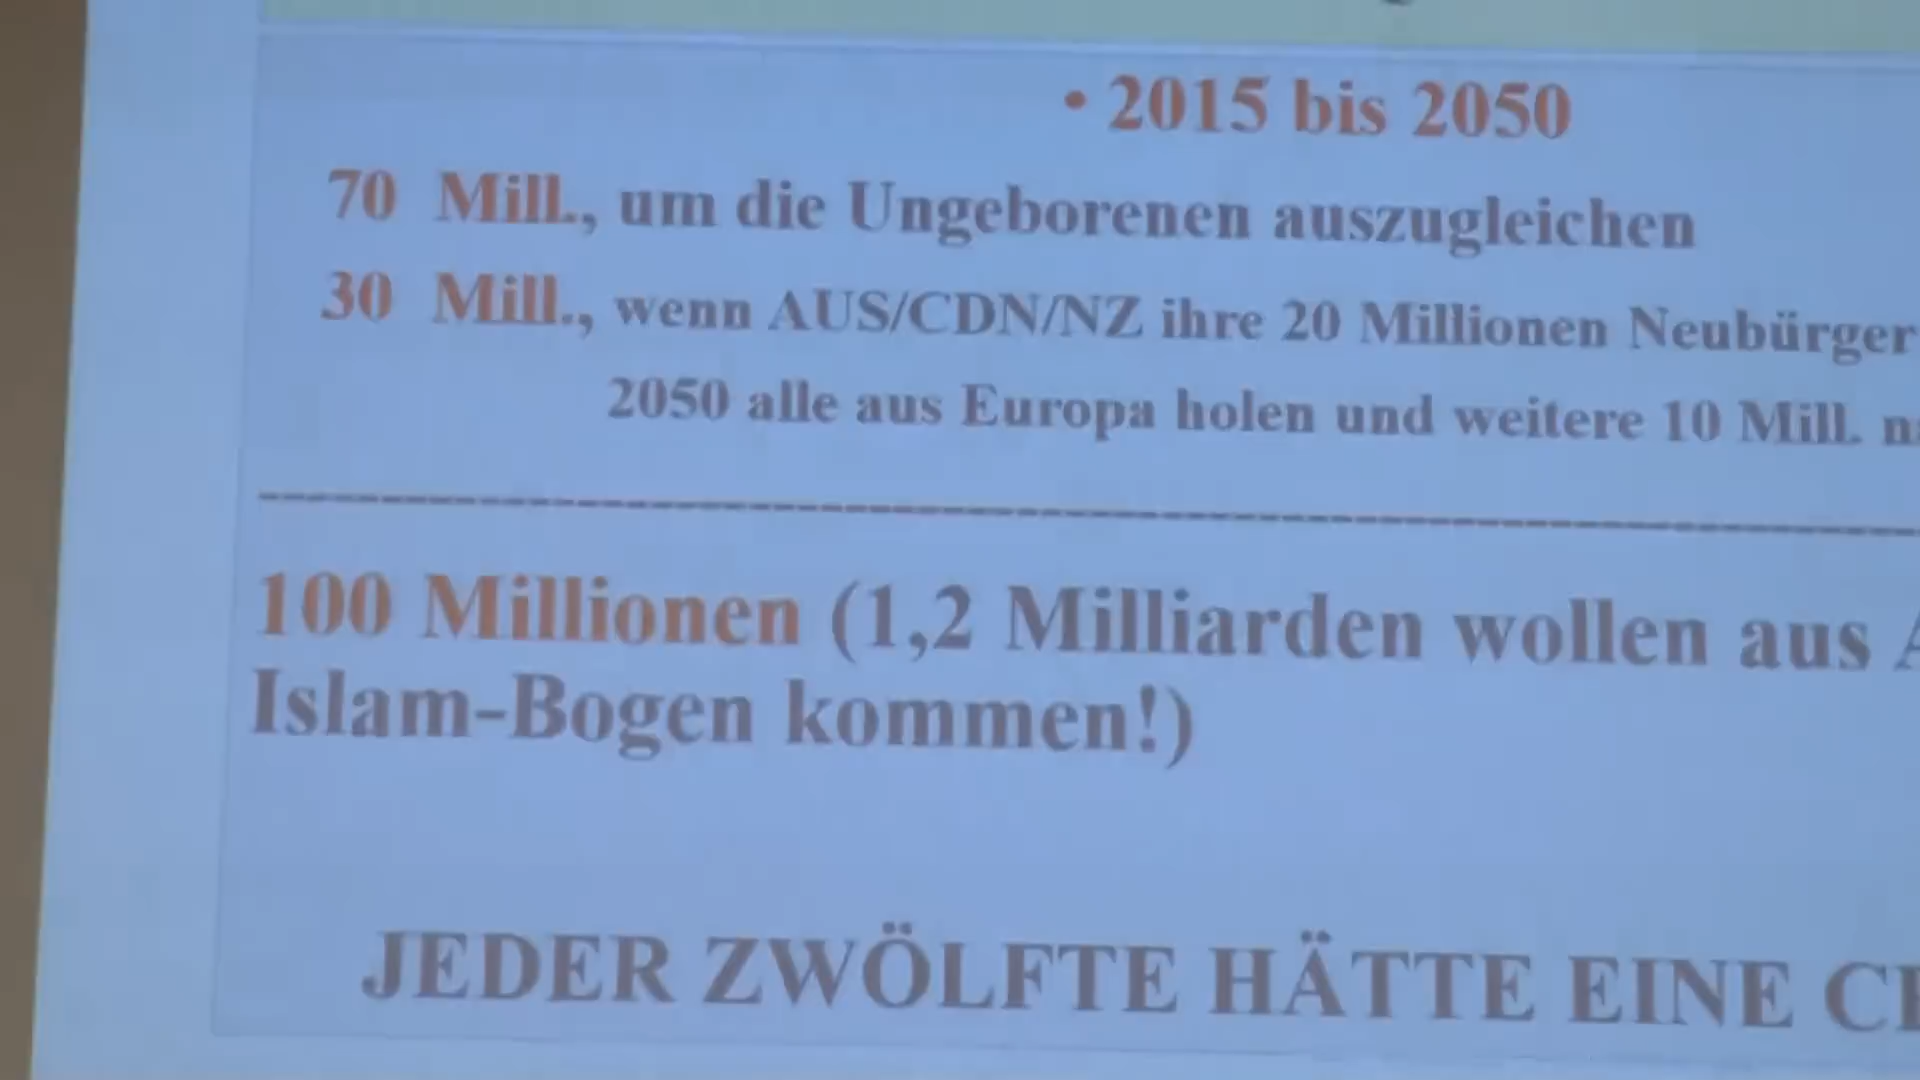 • 2015 bis 2050
70 Mill., um die Ungeborenen auszugleichen
30 Mill., wenn AUS/CDN/NZ ihre 20 Millionen Neubürger
2050 alle aus Europa holen und weitere 10 Mill.
100 Millionen (1,2 Milliarden wollen aus
Islam-Bogen kommen!)
JEDER ZWÖLFTE HÄTTE EINE